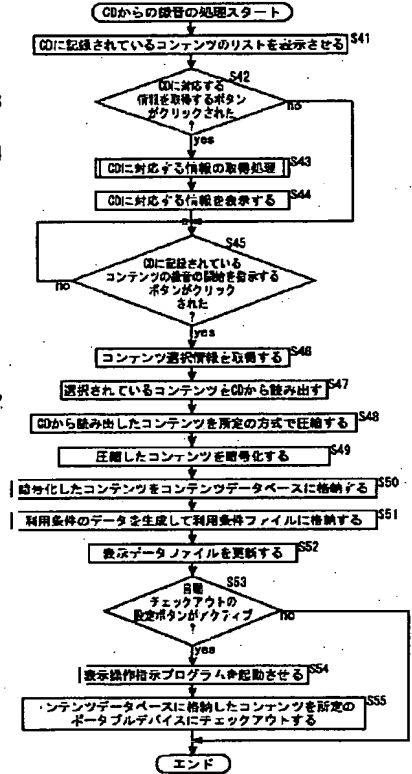 CDからの録音の処理スタート
S41
CDに記録されているコンテンツのリストを表示させる
S42
CDに対応する
情報を取得するボタン
がクリックされた
?
no
yes
S43
CDに対応する情報の取得処理
S44
CDに対応する情報を表示する
S45
CDに記録されている
コンテンツの録音の開始を指示する
ボタンがクリック
された
?
no
yes
S46
コンテンツ選択情報を取得する
S47
選択されているコンテンツをCDから読み出す
S48
CDから読み出したコンテンツを所定の方式で圧縮する
S49
圧縮したコンテンツを暗号化する
S50
暗号化したコンテンツをコンテンツデータベースに格納する
S51
利用条件のデータを生成して利用条件ファイルに格納する
S52
表示データファイルを更新する
S53
自動
チェックアウトの
設定ボタンがアクティブ
?
no
yes
S54
表示操作指示プログラムを起動させる
S55
ンテンツデータベースに格納したコンテンツを所定の
ポータブルデバイスにチェックアウトする
エンド